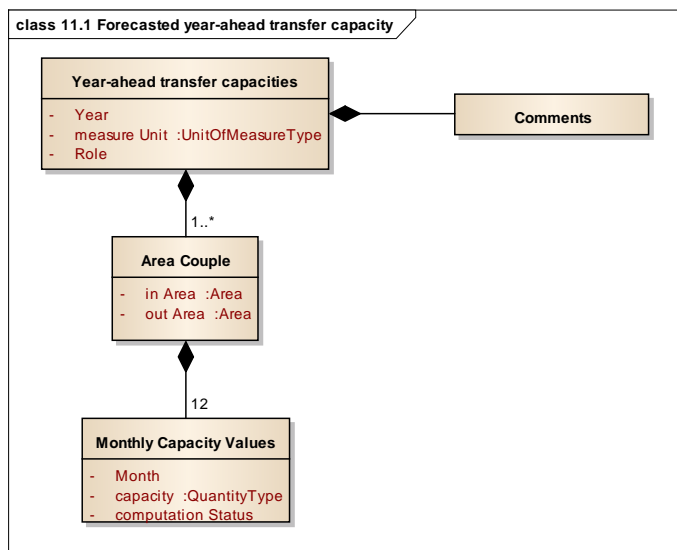 class 11.1 Forecasted year-ahead transfer capacity
Year-ahead transfer capacities
- Year
- measure Unit :UnitOfMeasureType
- Role
Comments
1..*
Area Couple
- in Area :Area
- out Area :Area
12
Monthly Capacity Values
- Month
- capacity :QuantityType
- computation Status